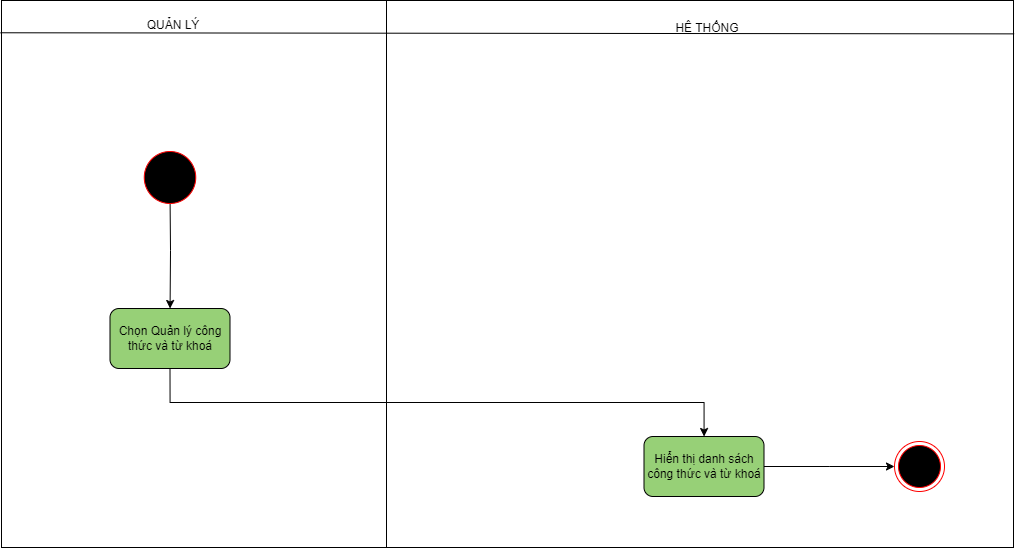 QUẢN LÝ
HỆ THỐNG
Chọn Quản lý công
thức và từ khoá
Hiển thị danh sách
công thức và từ khoá